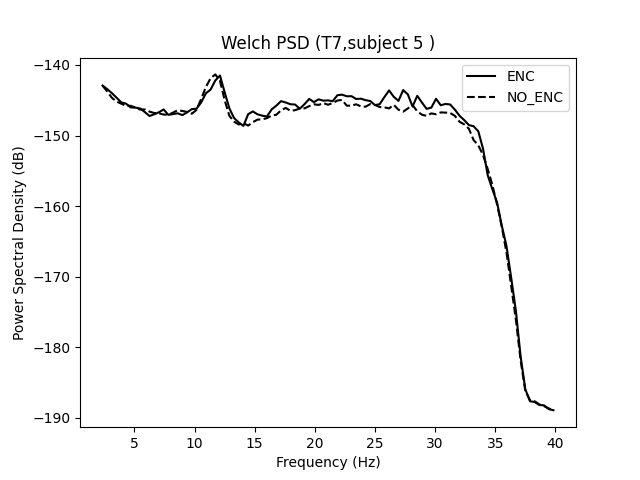 Welch PSD (T7,subject 5 )
ENC
NO_ENC
Power Spectral Density (dB)
−140
−150
−160
−170
−180
−190
5 10 15 20 25 30 35 40
Frequency (Hz)